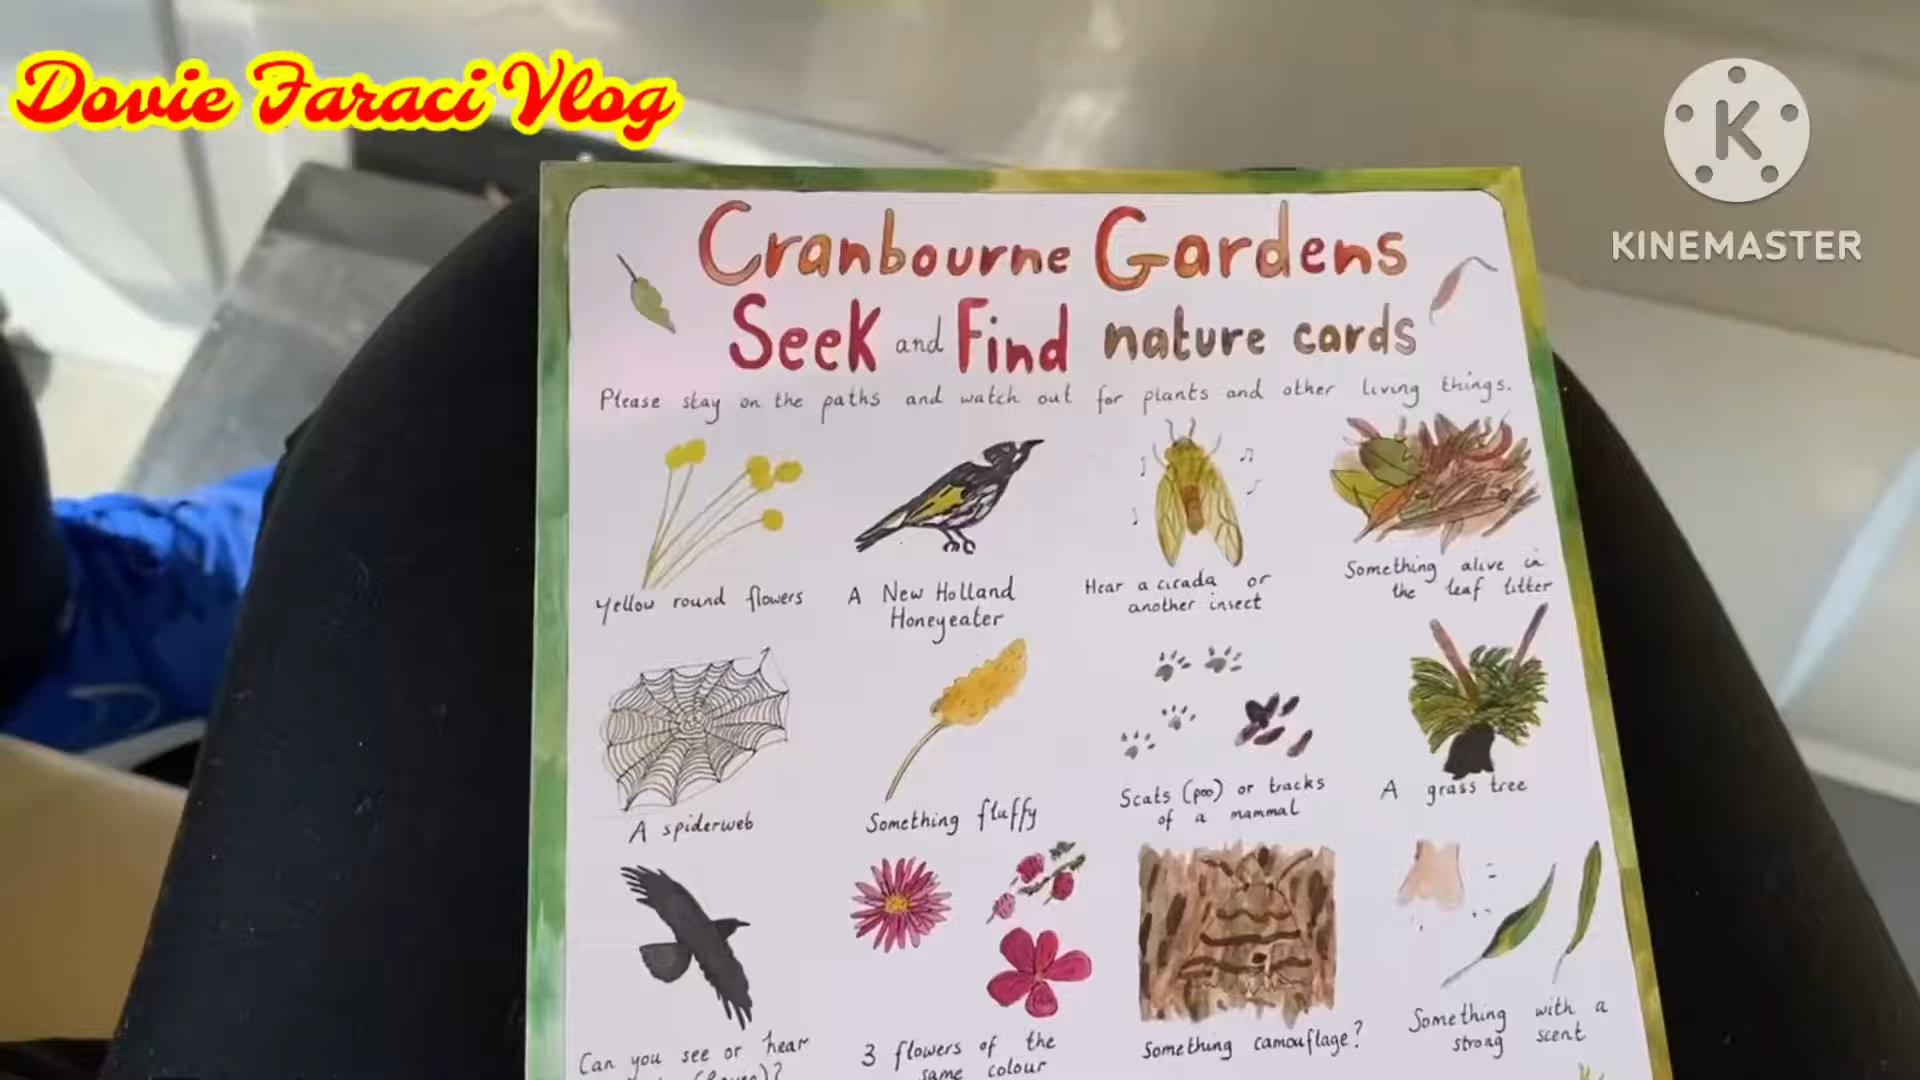 Dovie Faraci Vlog
K
KINEMASTER
Cranbourne Gardens
Seek and Find nature cards
Please stay on the paths and watch out for plants and other living things.
Yellow round flowers
A New Holland
Honeyeater
Hear a cicada or
another insect
Something alive in
the leaf litter
A spiderweb
Something fluffy
Scats (poo) or tracks
of a mammal
A grass tree
Can you see or hear
3 flowers of the
same colour
Something camouflage?
Something with a
strong scent